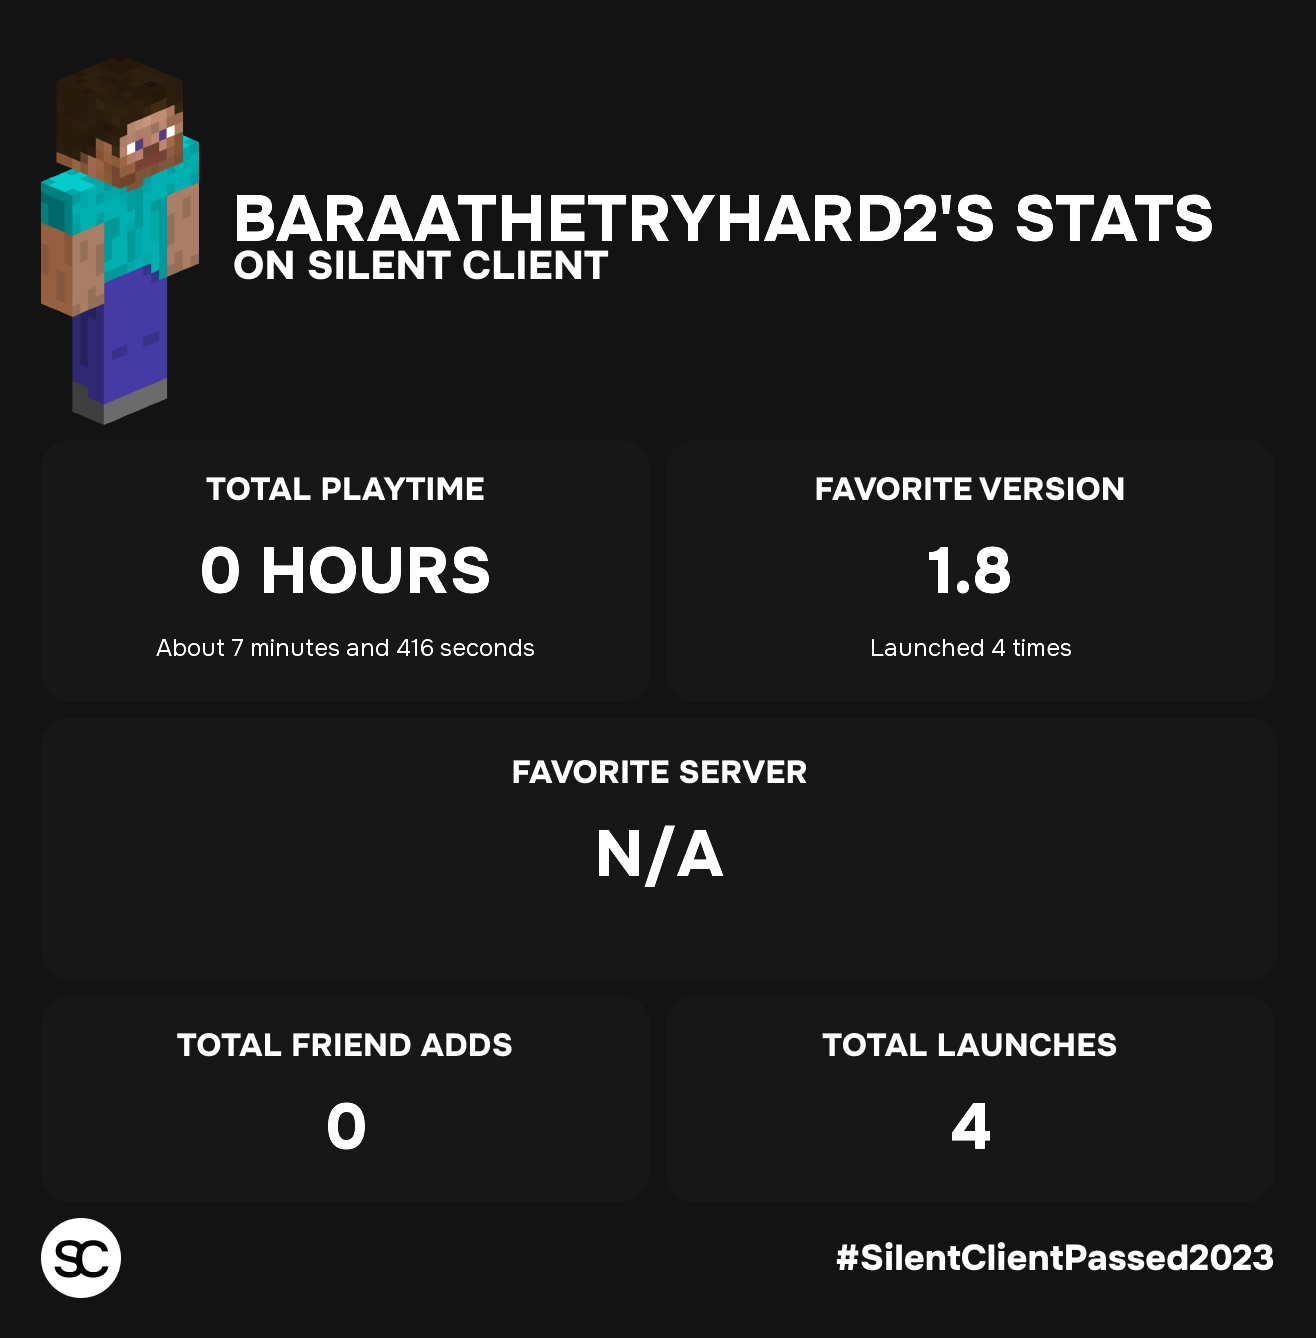 BARAATHETRYHARD2'S STATS
ON SILENT CLIENT
TOTAL PLAYTIME
0 HOURS
About 7 minutes and 416 seconds
FAVORITE VERSION
1.8
Launched 4 times
FAVORITE SERVER
N/A
TOTAL FRIEND ADDS
0
TOTAL LAUNCHES
4
SC
#SilentClientPassed2023